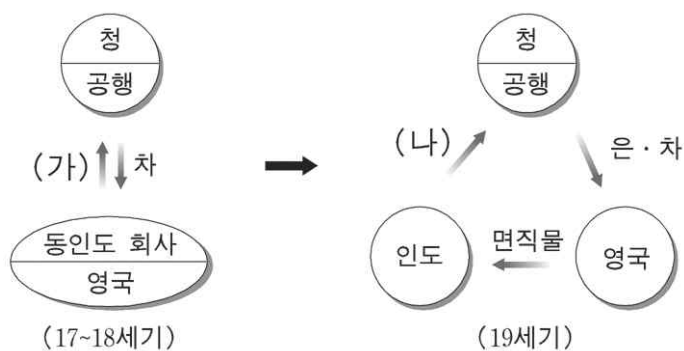 청
공행
(가)
차
동인도 회사
영국
(17~18세기)
청
공행
(나)
은·차
인도
면직물
영국
(19세기)